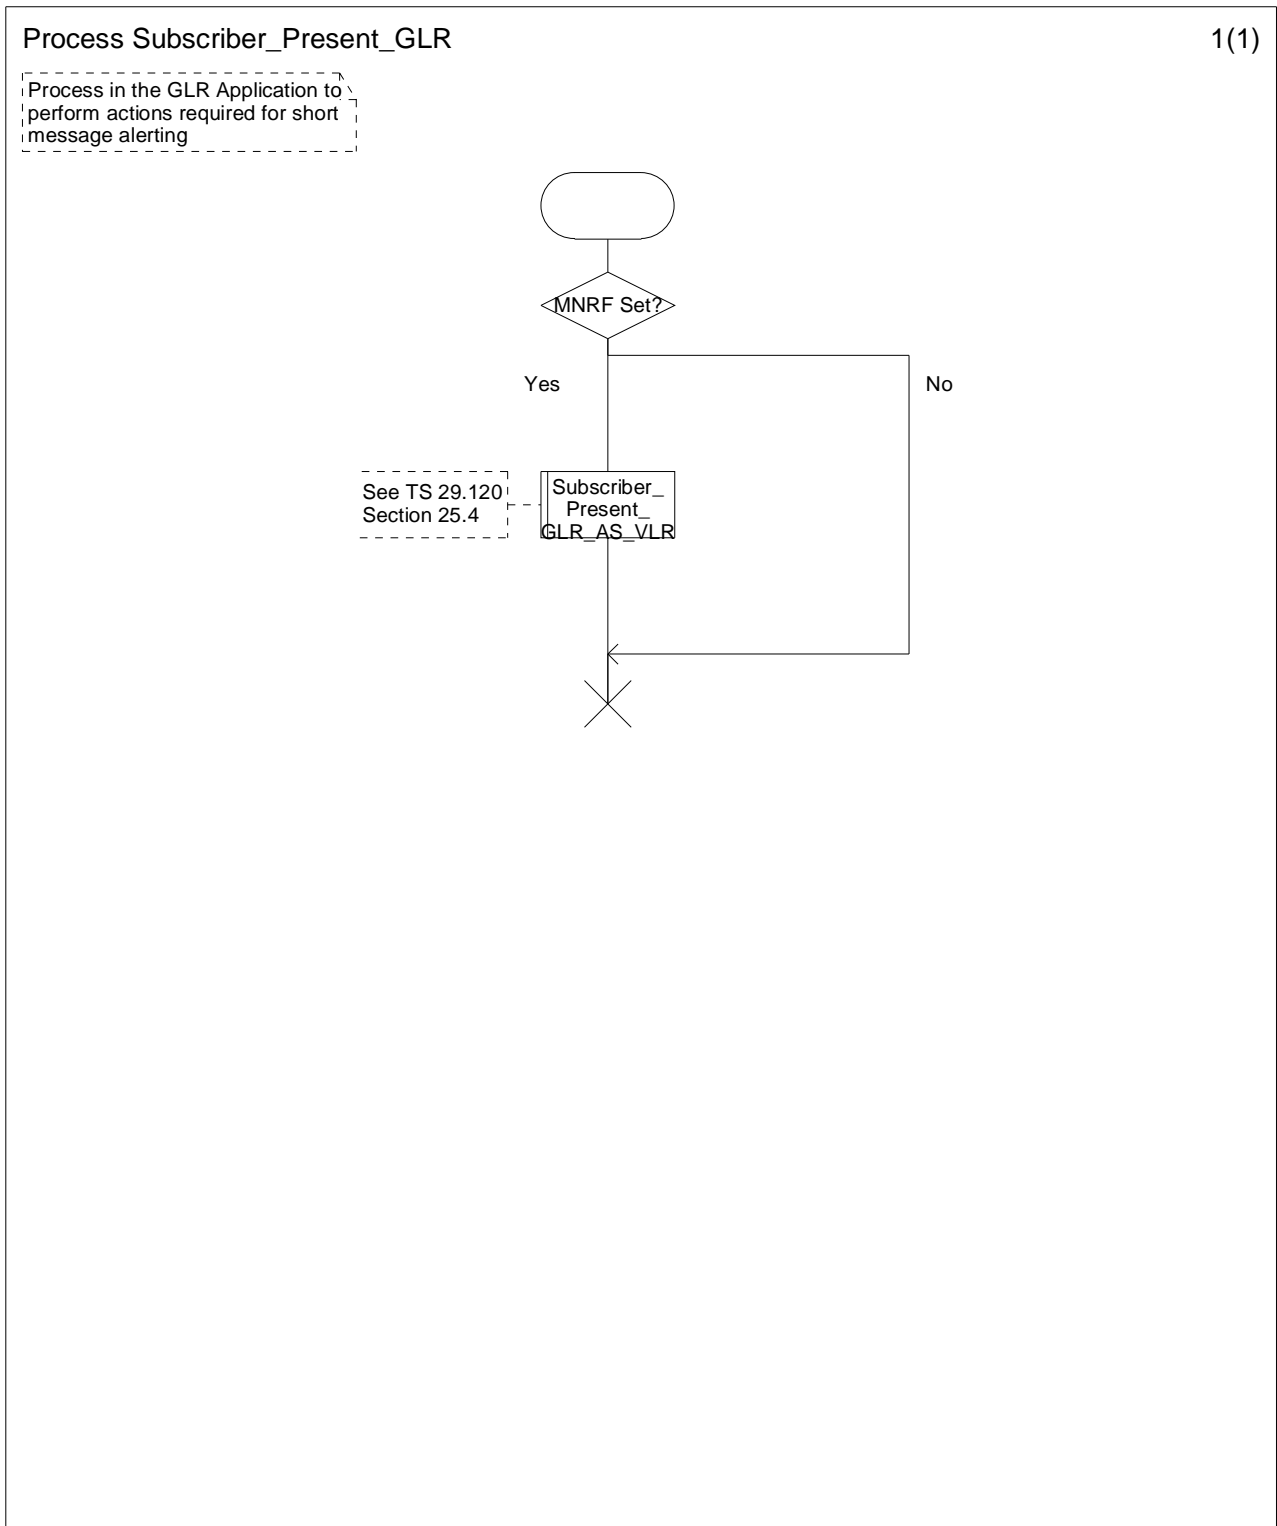 Process Subscriber_Present_GLR
1(1)
Process in the GLR Application to
perform actions required for short
message alerting
MNRF Set?
Yes
No
See TS 29.120
Section 25.4
Subscriber_
Present_
GLR_AS_VLR